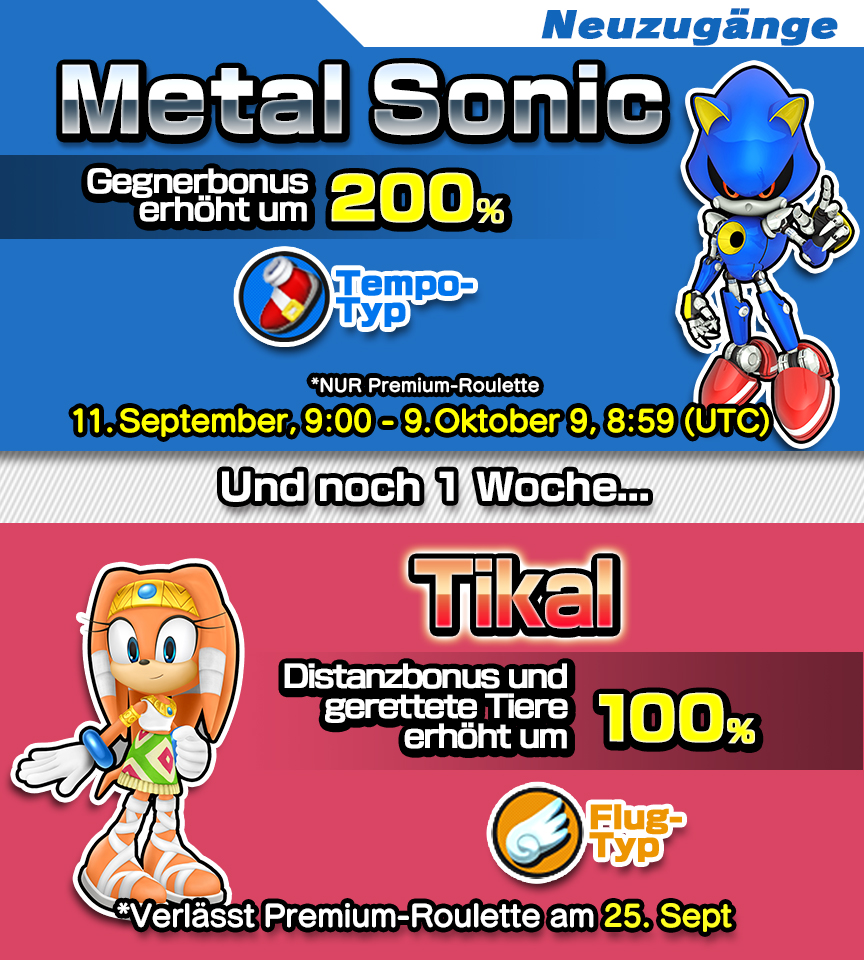 Neuzugänge
Metal Sonic
Gegnerbonus
erhöht um 200%
Tempo-
Typ
*NUR Premium-Roulette
11.September, 9:00 - 9.Oktober 9, 8:59 (UTC)
Und noch 1 Woche...
Tikal
Distanzbonus und
gerettete Tiere
erhöht um 100%
Flug-
Typ
*Verlässt Premium-Roulette am 25. Sept